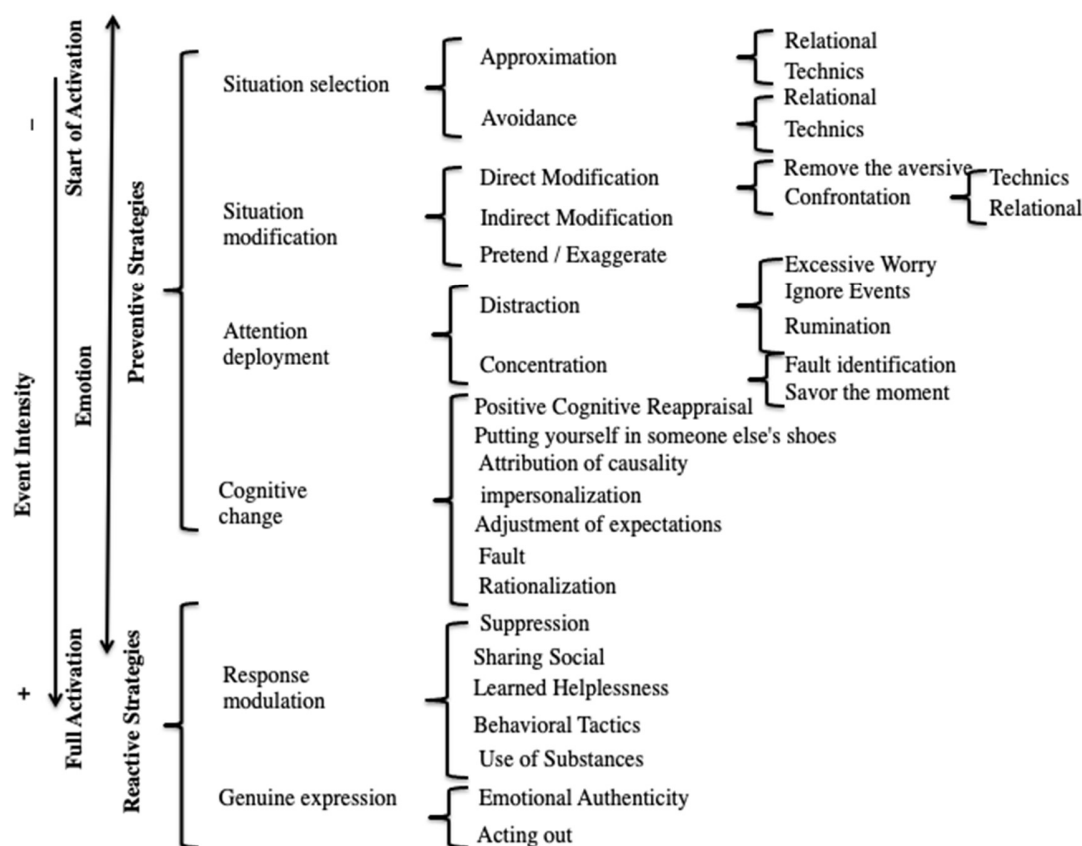 –
Start of Activation
Emotion
Event Intensity
+
Full Activation
Preventive Strategies
Situation selection
Approximation
Relational
Technics
Avoidance
Relational
Technics
Situation
modification
Direct Modification
Remove the aversive
Confrontation
Technics
Relational
Indirect Modification
Pretend / Exaggerate
Attention
deployment
Distraction
Excessive Worry
Ignore Events
Rumination
Concentration
Fault identification
Savor the moment
Cognitive
change
Positive Cognitive Reappraisal
Putting yourself in someone else's shoes
Attribution of causality
impersonalization
Adjustment of expectations
Fault
Rationalization
Reactive Strategies
Response
modulation
Suppression
Sharing Social
Learned Helplessness
Behavioral Tactics
Use of Substances
Genuine expression
Emotional Authenticity
Acting out